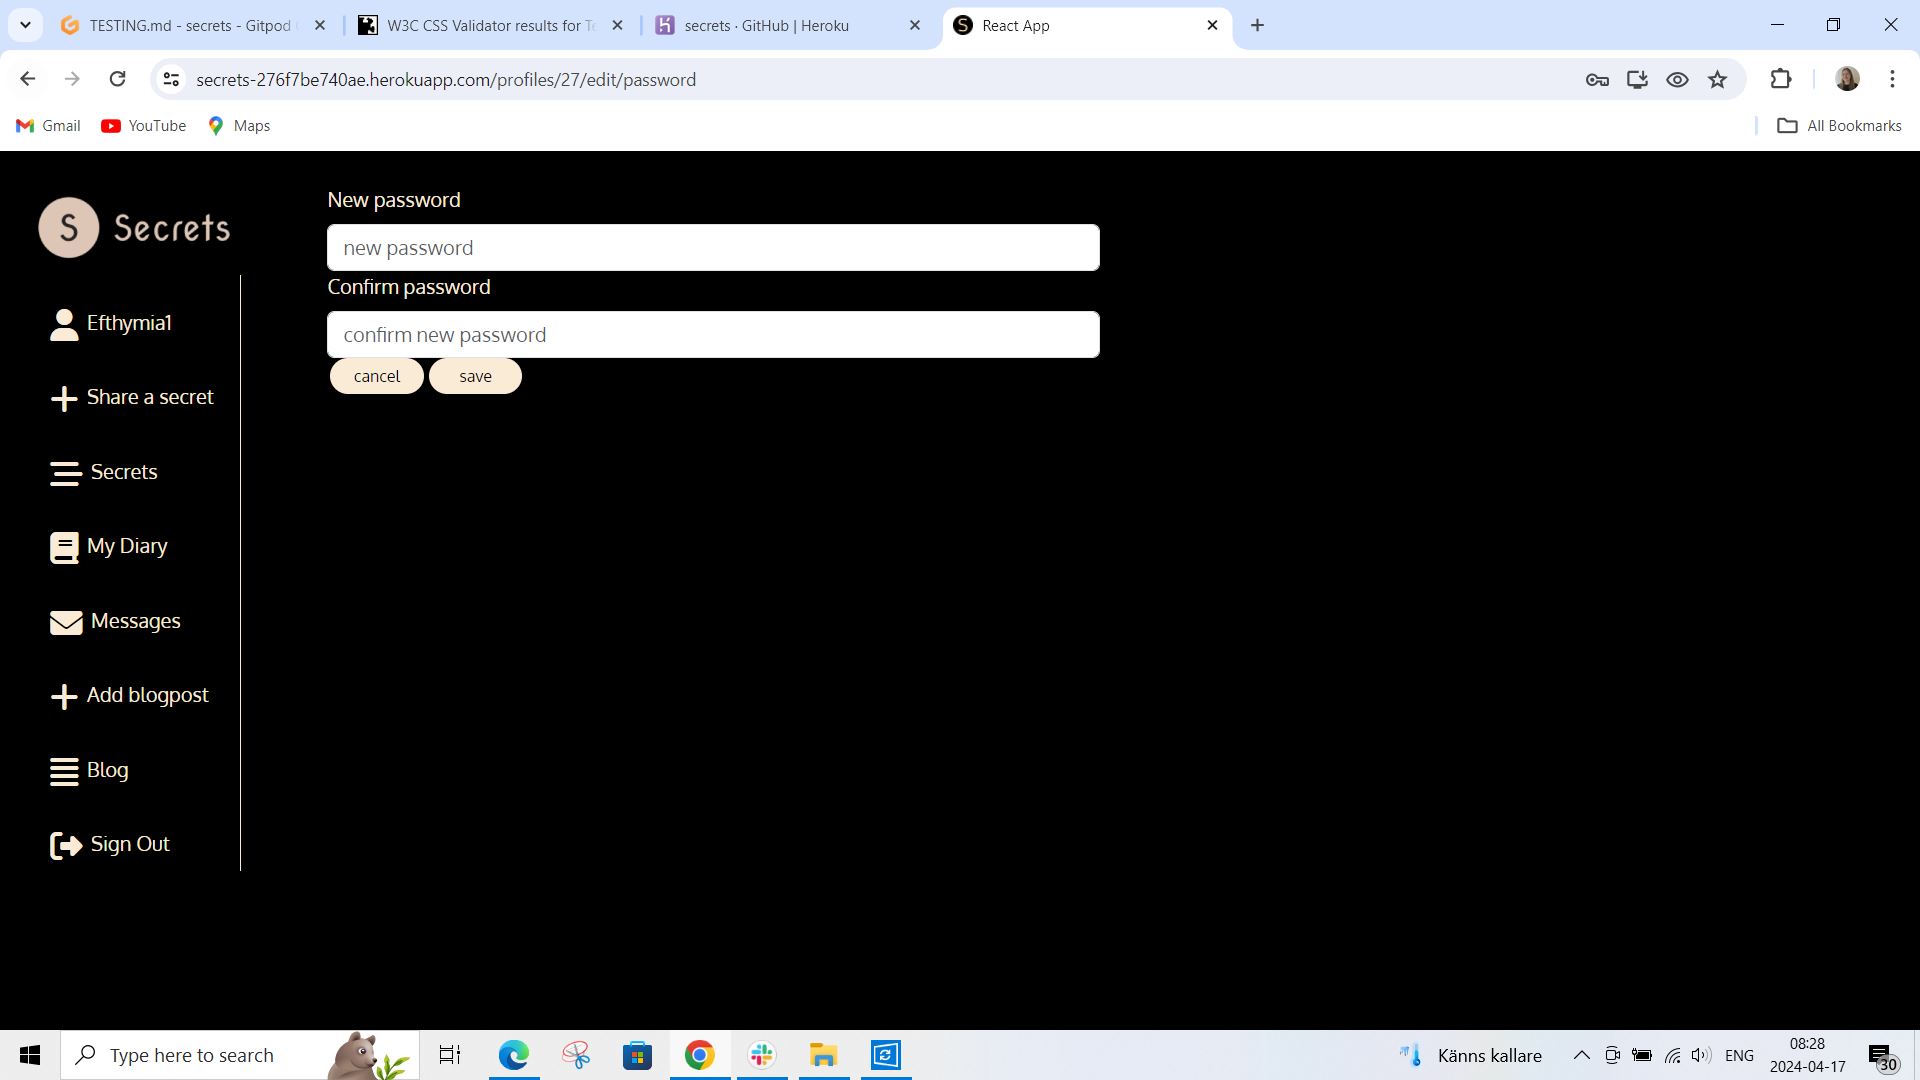 TESTING.md - secrets - Gitpod
W3C CSS Validator results for Te
secrets · GitHub | Heroku
React App
secrets-276f7be740ae.herokuapp.com/profiles/27/edit/password
Gmail
YouTube
Maps
All Bookmarks
S Secrets
Efthymia1
Share a secret
Secrets
My Diary
Messages
Add blogpost
Blog
Sign Out
New password
new password
Confirm password
confirm new password
cancel
save
Type here to search
Känns kallare
ENG
08:28
2024-04-17
30